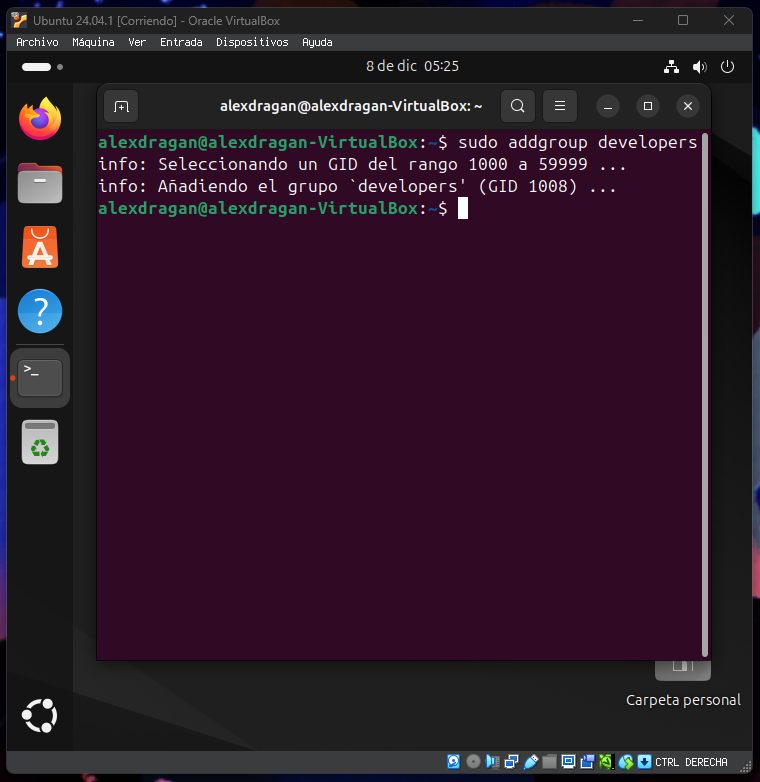 Ubuntu 24.04.1 [Corriendo] - Oracle VirtualBox
Archivo Máquina Ver Entrada Dispositivos Ayuda
8 de dic 05:25
alexdragan@alexdragan-VirtualBox: ~
alexdragan@alexdragan-VirtualBox:~$ sudo addgroup developers
info: Seleccionando un GID del rango 1000 a 59999 ...
info: Añadiendo el grupo `developers' (GID 1008) ...
alexdragan@alexdragan-VirtualBox:~$
>_
Carpeta personal
CTRL DERECHA